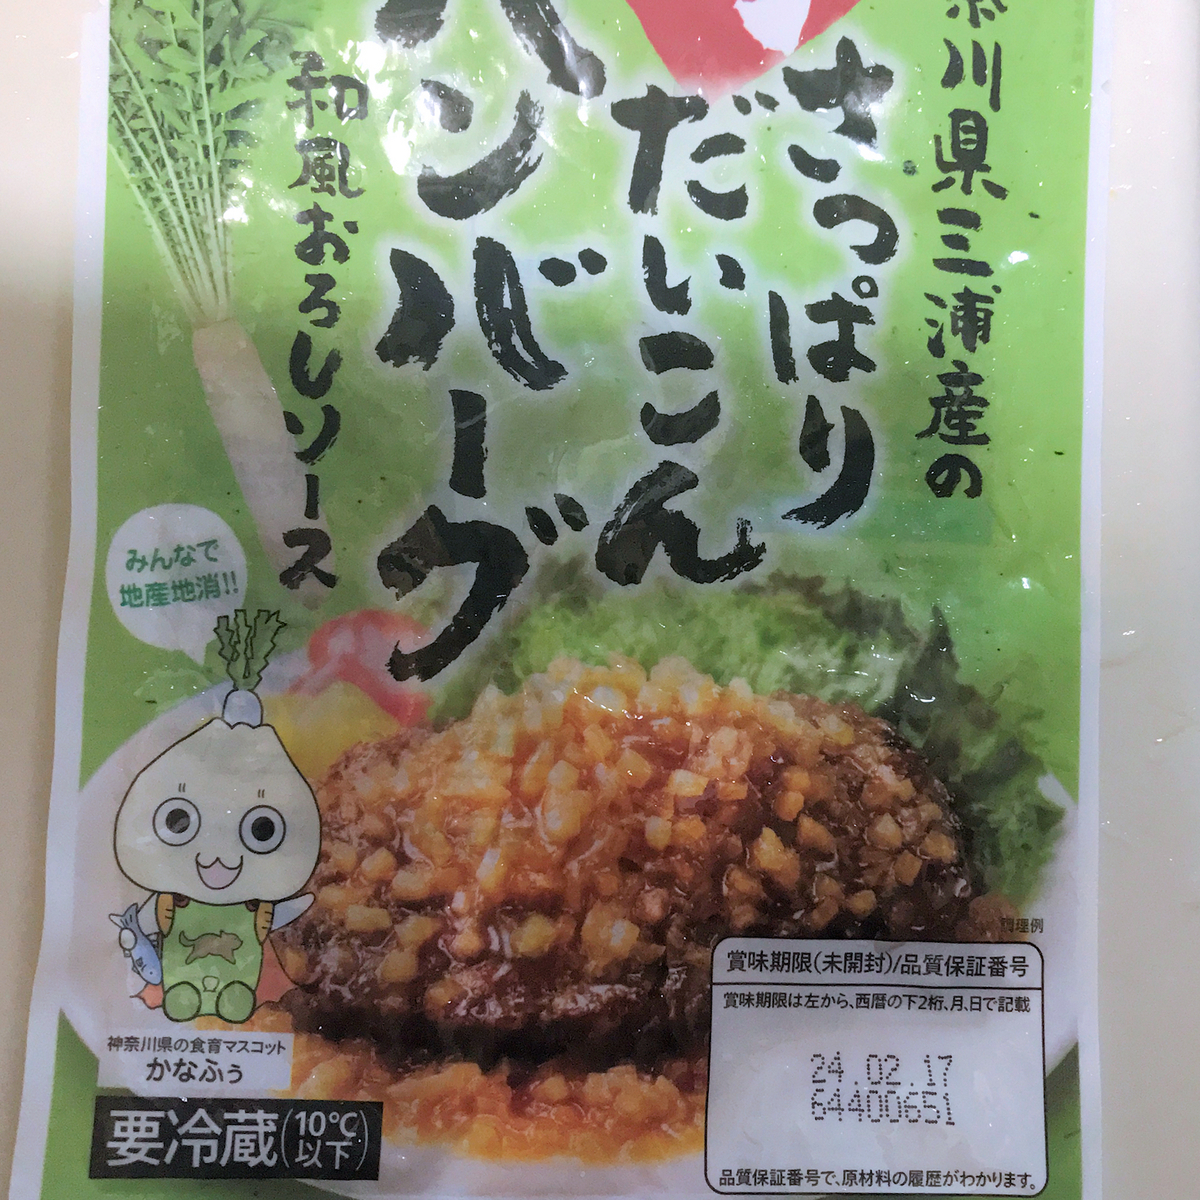 奈川県三浦産の
さっぱり
だいこん
ハンバーグ
和風おろしソース
みんなで
地産地消!!
調理例
賞味期限(未開封)/品質保証番号
賞味期限は左から、西暦の下2桁、月、日で記載
24.02.17
64400651
品質保証番号で、原材料の履歴がわかります。
神奈川県の食育マスコット
かなふぅ
要冷蔵(10℃以下)